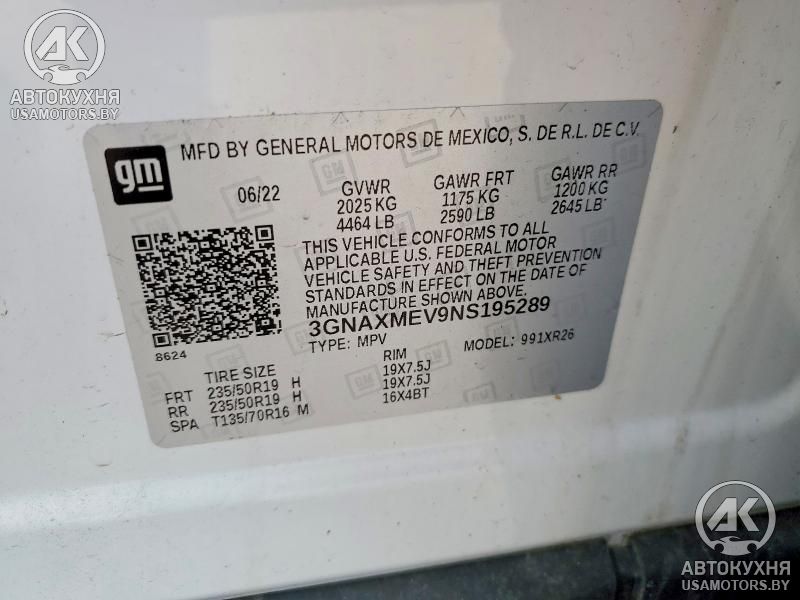 AK
АВТОКУХНЯ
USAMOTORS.BY
gm
MFD BY GENERAL MOTORS DE MEXICO, S. DE R.L. DE C.V.
06/22 GVWR GAWR FRT GAWR RR
2025 KG 1175 KG 1200 KG
4464 LB 2590 LB 2645 LB
THIS VEHICLE CONFORMS TO ALL
APPLICABLE U.S. FEDERAL MOTOR
VEHICLE SAFETY AND THEFT PREVENTION
STANDARDS IN EFFECT ON THE DATE OF
MANUFACTURE SHOWN ABOVE.
3GNAXMEV9NS195289
8624 TYPE: MPV MODEL: 991XR26
TIRE SIZE RIM
FRT 235/50R19 H 19X7.5J
RR 235/50R19 H 19X7.5J
SPA T135/70R16 M 16X4BT
AK
АВТОКУХНЯ
USAMOTORS.BY